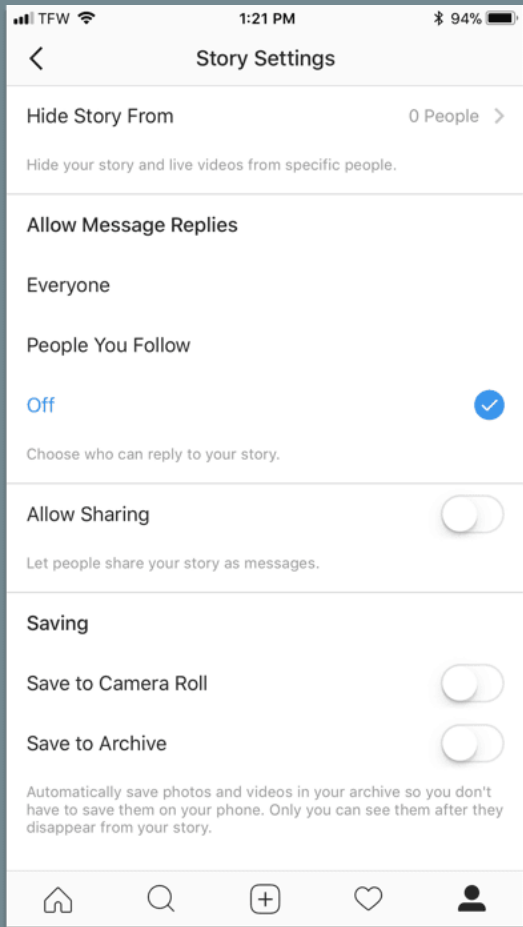 TFW 1:21 PM 94%
Story Settings
Hide Story From 0 People
Hide your story and live videos from specific people.
Allow Message Replies
Everyone
People You Follow
Off
Choose who can reply to your story.
Allow Sharing
Let people share your story as messages.
Saving
Save to Camera Roll
Save to Archive
Automatically save photos and videos in your archive so you don't
have to save them on your phone. Only you can see them after they
disappear from your story.